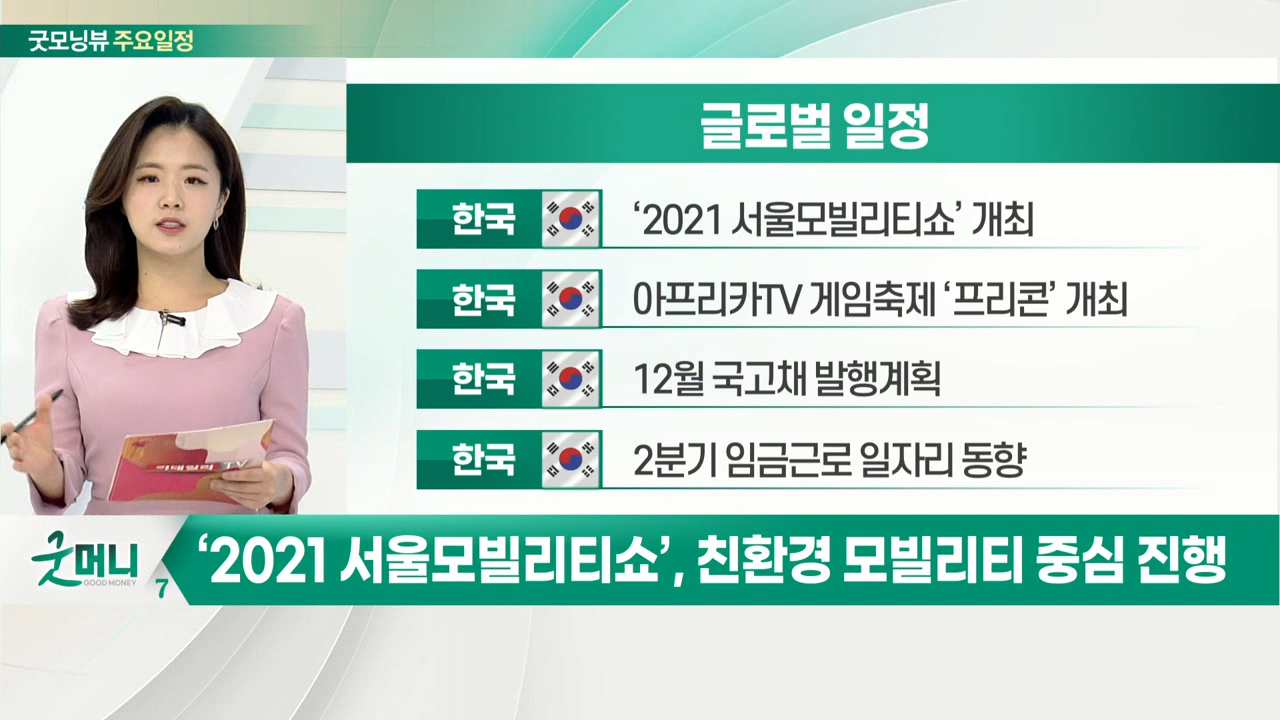 굿모닝뷰 주요일정
글로벌 일정
한국 ‘2021 서울모빌리티쇼’ 개최
한국 아프리카TV 게임축제 ‘프리콘’ 개최
한국 12월 국고채 발행계획
한국 2분기 임금근로 일자리 동향
굿머니
GOOD MONEY
7
‘2021 서울모빌리티쇼’, 친환경 모빌리티 중심 진행